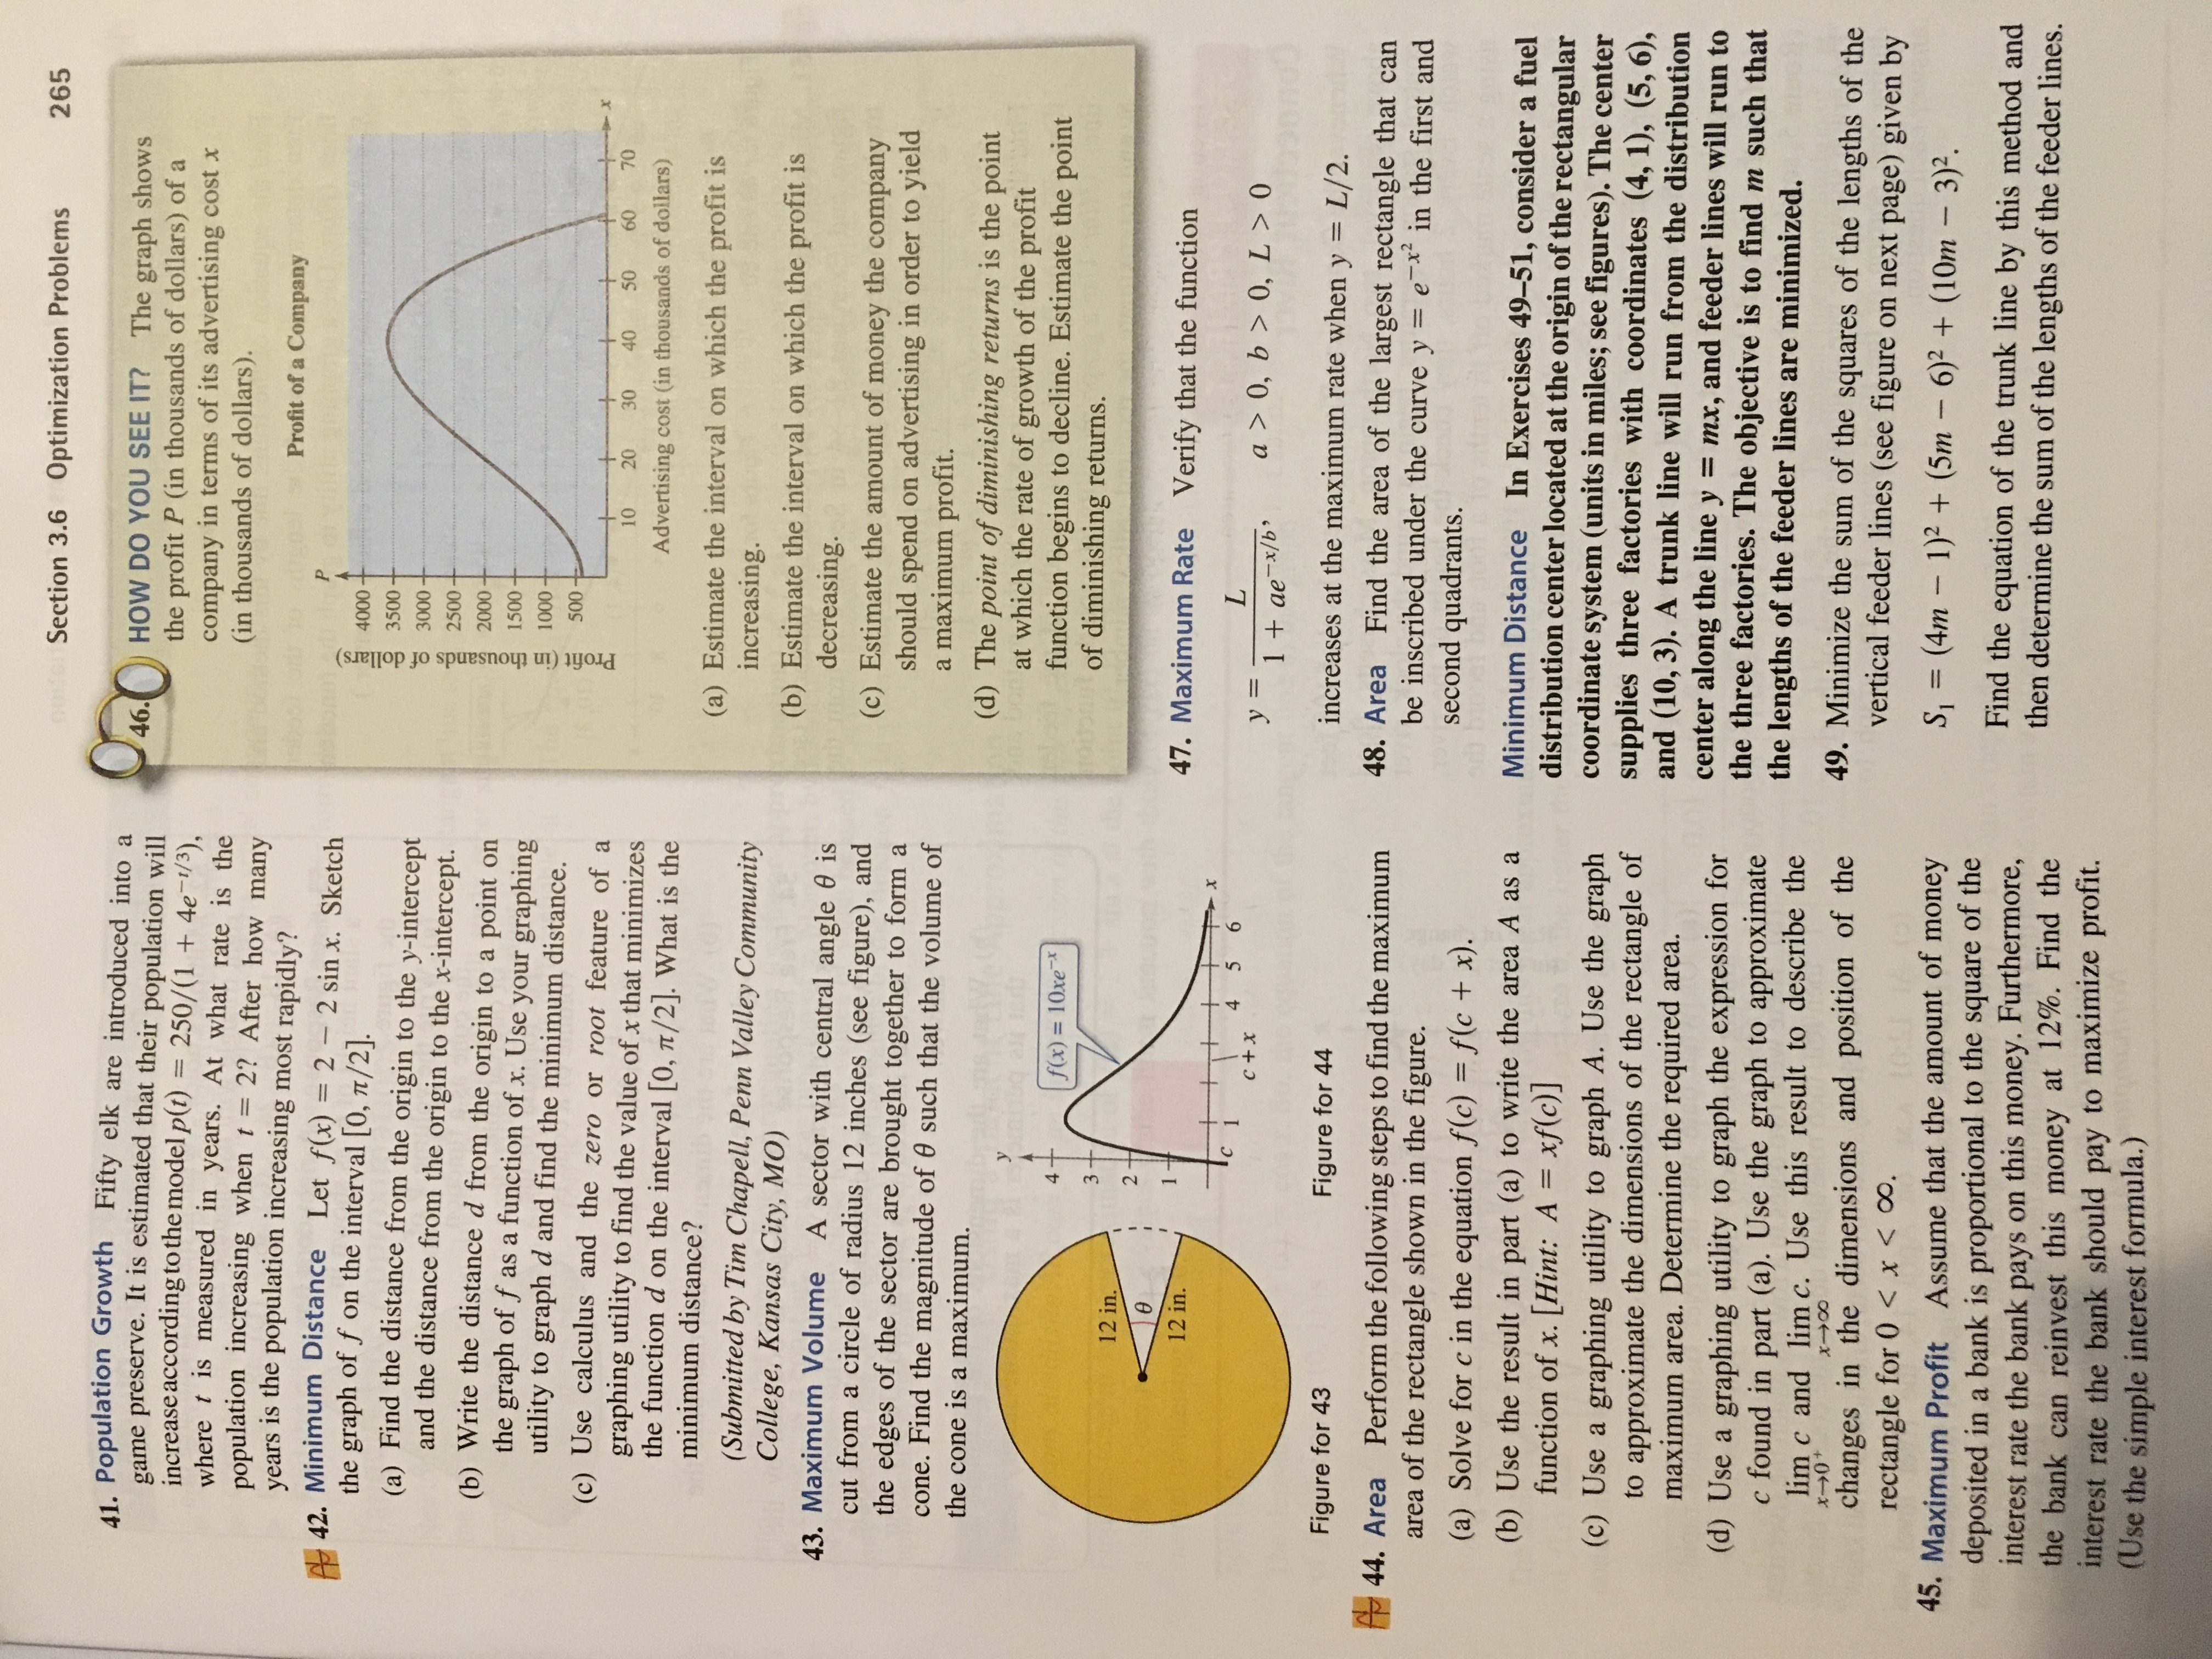 Section 3.6 Optimization Problems 265
41. Population Growth Fifty elk are introduced into a
game preserve. It is estimated that their population will
increase according to the model p(t) = 250/(1 + 4e^{−t/3}),
where t is measured in years. At what rate is the
population increasing when t = 2? After how many
years is the population increasing most rapidly?
42. Minimum Distance Let f(x) = 2 − 2 sin x. Sketch
the graph of f on the interval [0, π/2].
(a) Find the distance from the origin to the y-intercept
and the distance from the origin to the x-intercept.
(b) Write the distance d from the origin to a point on
the graph of f as a function of x. Use your graphing
utility to graph d and find the minimum distance.
(c) Use calculus and the zero or root feature of a
graphing utility to find the value of x that minimizes
the function d on the interval [0, π/2]. What is the
minimum distance?
(Submitted by Tim Chapell, Penn Valley Community
College, Kansas City, MO)
43. Maximum Volume A sector with central angle θ is
cut from a circle of radius 12 inches (see figure), and
the edges of the sector are brought together to form a
cone. Find the magnitude of θ such that the volume of
the cone is a maximum.
12 in.
θ
12 in.
Figure for 43
y
4
f(x) = 10xe^{−x}
3
2
1
c 1 4 5 6 x
c + x
Figure for 44
44. Area Perform the following steps to find the maximum
area of the rectangle shown in the figure.
(a) Solve for c in the equation f(c) = f(c + x).
(b) Use the result in part (a) to write the area A as a
function of x. [Hint: A = xf(c)]
(c) Use a graphing utility to graph A. Use the graph
to approximate the dimensions of the rectangle of
maximum area. Determine the required area.
(d) Use a graphing utility to graph the expression for
c found in part (a). Use the graph to approximate
lim c and lim c. Use this result to describe the
x→0⁺ x→∞
changes in the dimensions and position of the
rectangle for 0 < x < ∞.
45. Maximum Profit Assume that the amount of money
deposited in a bank is proportional to the square of the
interest rate the bank pays on this money. Furthermore,
the bank can reinvest this money at 12%. Find the
interest rate the bank should pay to maximize profit.
(Use the simple interest formula.)
46. HOW DO YOU SEE IT? The graph shows
the profit P (in thousands of dollars) of a
company in terms of its advertising cost x
(in thousands of dollars).
Profit of a Company
P
Profit (in thousands of dollars)
4000
3500
3000
2500
2000
1500
1000
500
x
10 20 30 40 50 60 70
Advertising cost (in thousands of dollars)
(a) Estimate the interval on which the profit is
increasing.
(b) Estimate the interval on which the profit is
decreasing.
(c) Estimate the amount of money the company
should spend on advertising in order to yield
a maximum profit.
(d) The point of diminishing returns is the point
at which the rate of growth of the profit
function begins to decline. Estimate the point
of diminishing returns.
47. Maximum Rate Verify that the function
y = L / (1 + ae^{−x/b}), a > 0, b > 0, L > 0
increases at the maximum rate when y = L/2.
48. Area Find the area of the largest rectangle that can
be inscribed under the curve y = e^{−x²} in the first and
second quadrants.
Minimum Distance In Exercises 49–51, consider a fuel
distribution center located at the origin of the rectangular
coordinate system (units in miles; see figures). The center
supplies three factories with coordinates (4, 1), (5, 6),
and (10, 3). A trunk line will run from the distribution
center along the line y = mx, and feeder lines will run to
the three factories. The objective is to find m such that
the lengths of the feeder lines are minimized.
49. Minimize the sum of the squares of the lengths of the
vertical feeder lines (see figure on next page) given by
S₁ = (4m − 1)² + (5m − 6)² + (10m − 3)².
Find the equation of the trunk line by this method and
then determine the sum of the lengths of the feeder lines.